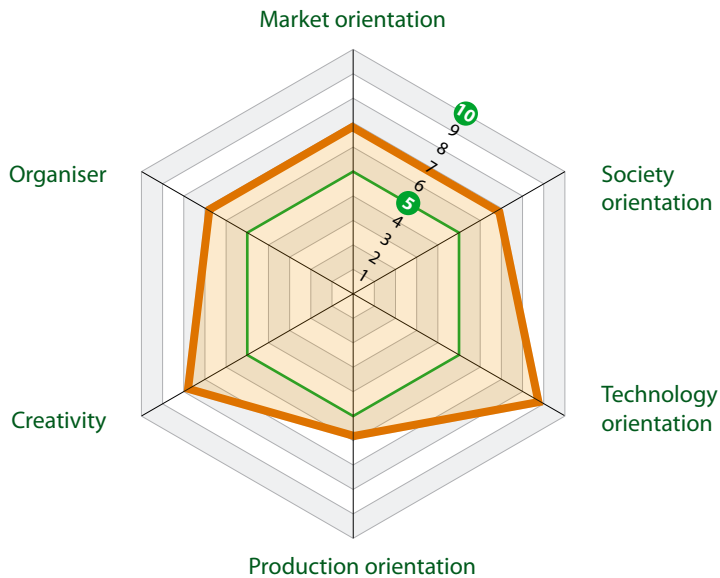 Market orientation
10
9
8
7
6
5
4
3
2
1
Organiser
Society
orientation
Creativity
Technology
orientation
Production orientation